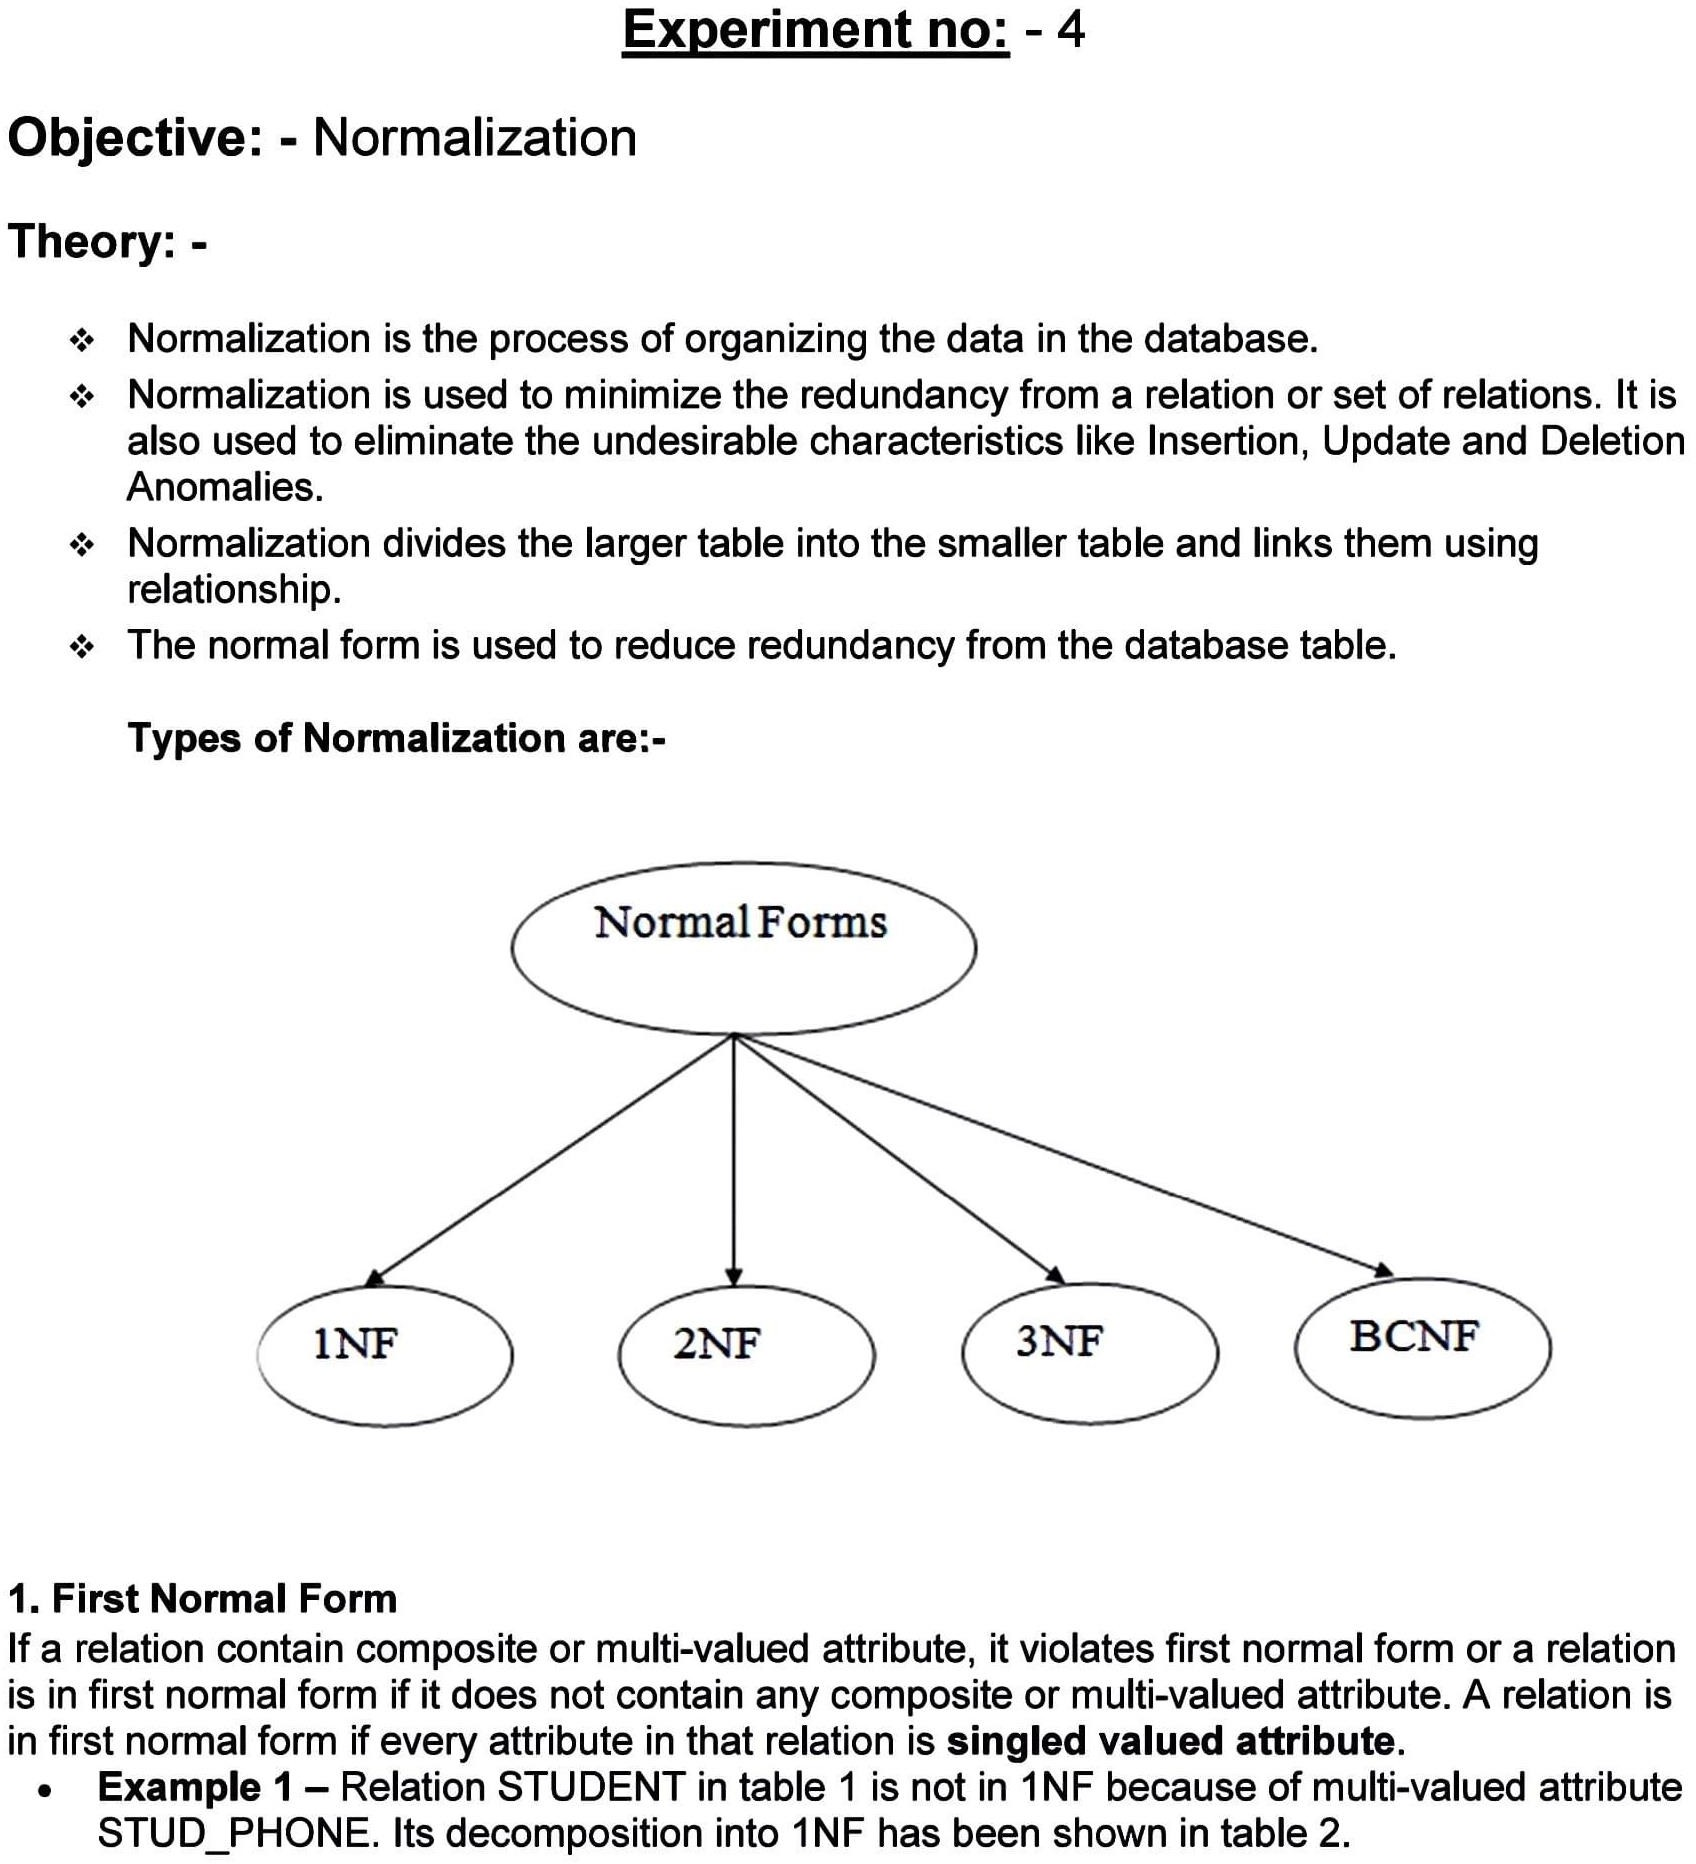 Experiment no: - 4
Objective: - Normalization
Theory: -
❖ Normalization is the process of organizing the data in the database.
❖ Normalization is used to minimize the redundancy from a relation or set of relations. It is
also used to eliminate the undesirable characteristics like Insertion, Update and Deletion
Anomalies.
❖ Normalization divides the larger table into the smaller table and links them using
relationship.
❖ The normal form is used to reduce redundancy from the database table.
Types of Normalization are:-
Normal Forms
1NF
2NF
3NF
BCNF
1. First Normal Form
If a relation contain composite or multi-valued attribute, it violates first normal form or a relation
is in first normal form if it does not contain any composite or multi-valued attribute. A relation is
in first normal form if every attribute in that relation is singled valued attribute.
• Example 1 – Relation STUDENT in table 1 is not in 1NF because of multi-valued attribute
STUD_PHONE. Its decomposition into 1NF has been shown in table 2.